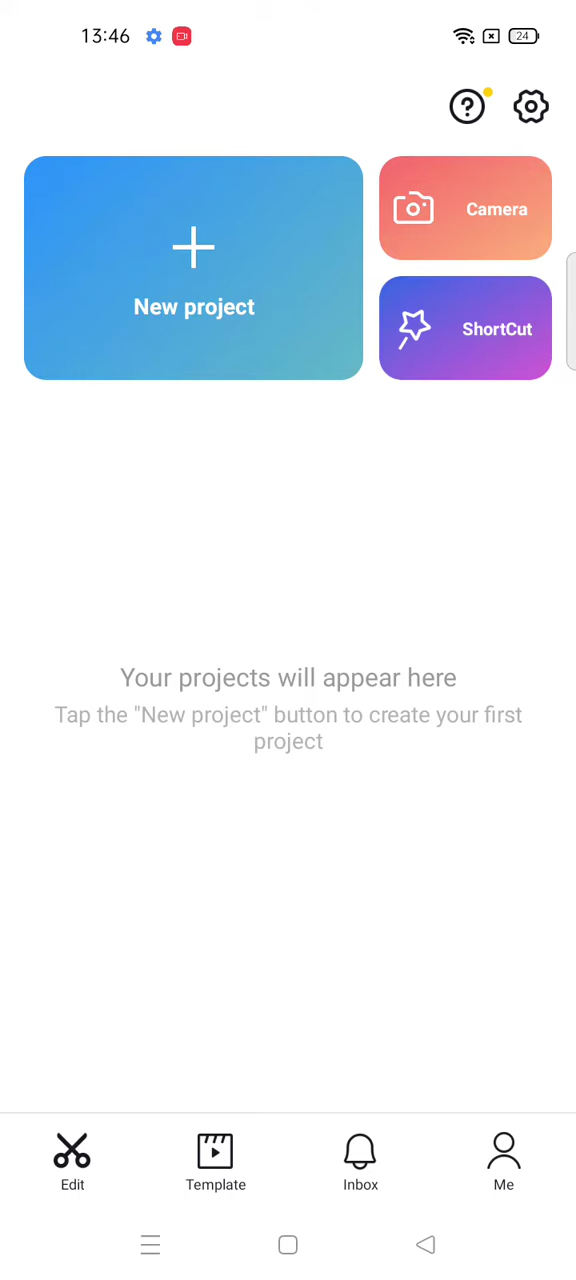 13:46
24
New project
Camera
ShortCut
Your projects will appear here
Tap the "New project" button to create your first
project
Edit
Template
Inbox
Me